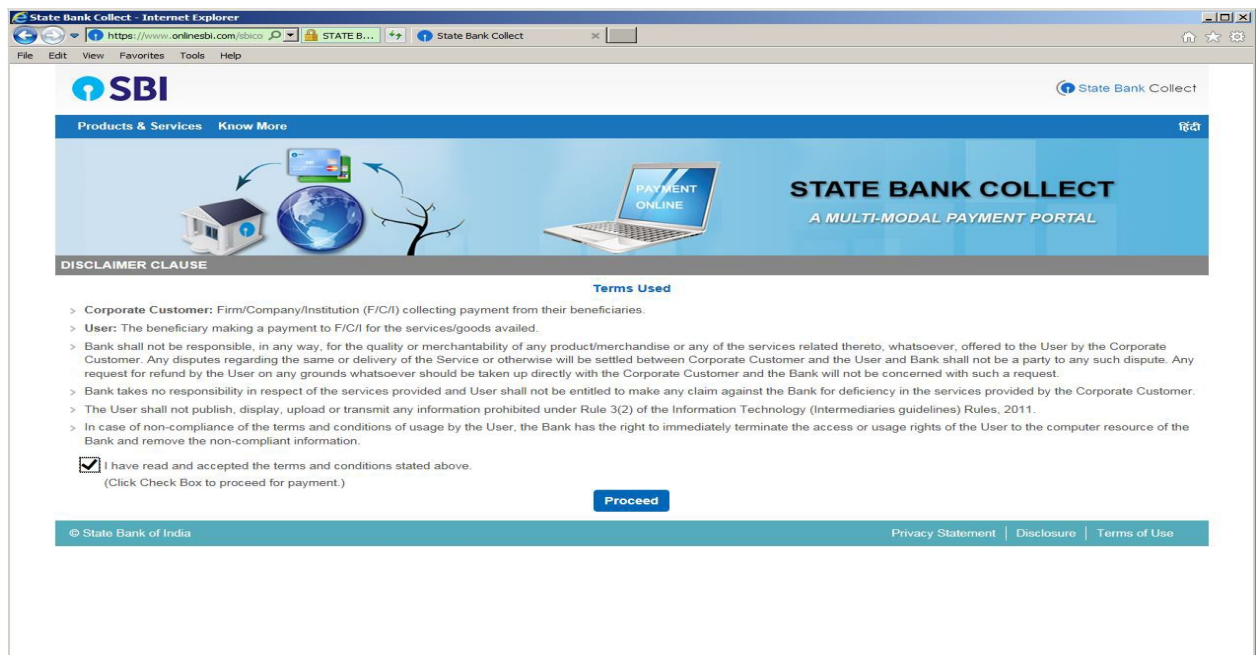 State Bank Collect - Internet Explorer
https://www.onlinesbi.com/sbico
STATE B...
State Bank Collect
File Edit View Favorites Tools Help
SBI
State Bank Collect
Products & Services Know More
हिंदी
PAYMENT
ONLINE
STATE BANK COLLECT
A MULTI-MODAL PAYMENT PORTAL
DISCLAIMER CLAUSE
Terms Used
> Corporate Customer: Firm/Company/Institution (F/C/I) collecting payment from their beneficiaries.
> User: The beneficiary making a payment to F/C/I for the services/goods availed.
> Bank shall not be responsible, in any way, for the quality or merchantability of any product/merchandise or any of the services related thereto, whatsoever, offered to the User by the Corporate
Customer. Any disputes regarding the same or delivery of the Service or otherwise will be settled between Corporate Customer and the User and Bank shall not be a party to any such dispute. Any
request for refund by the User on any grounds whatsoever should be taken up directly with the Corporate Customer and the Bank will not be concerned with such a request.
> Bank takes no responsibility in respect of the services provided and User shall not be entitled to make any claim against the Bank for deficiency in the services provided by the Corporate Customer.
> The User shall not publish, display, upload or transmit any information prohibited under Rule 3(2) of the Information Technology (Intermediaries guidelines) Rules, 2011.
> In case of non-compliance of the terms and conditions of usage by the User, the Bank has the right to immediately terminate the access or usage rights of the User to the computer resource of the
Bank and remove the non-compliant information.
I have read and accepted the terms and conditions stated above.
(Click Check Box to proceed for payment.)
Proceed
© State Bank of India
Privacy Statement | Disclosure | Terms of Use